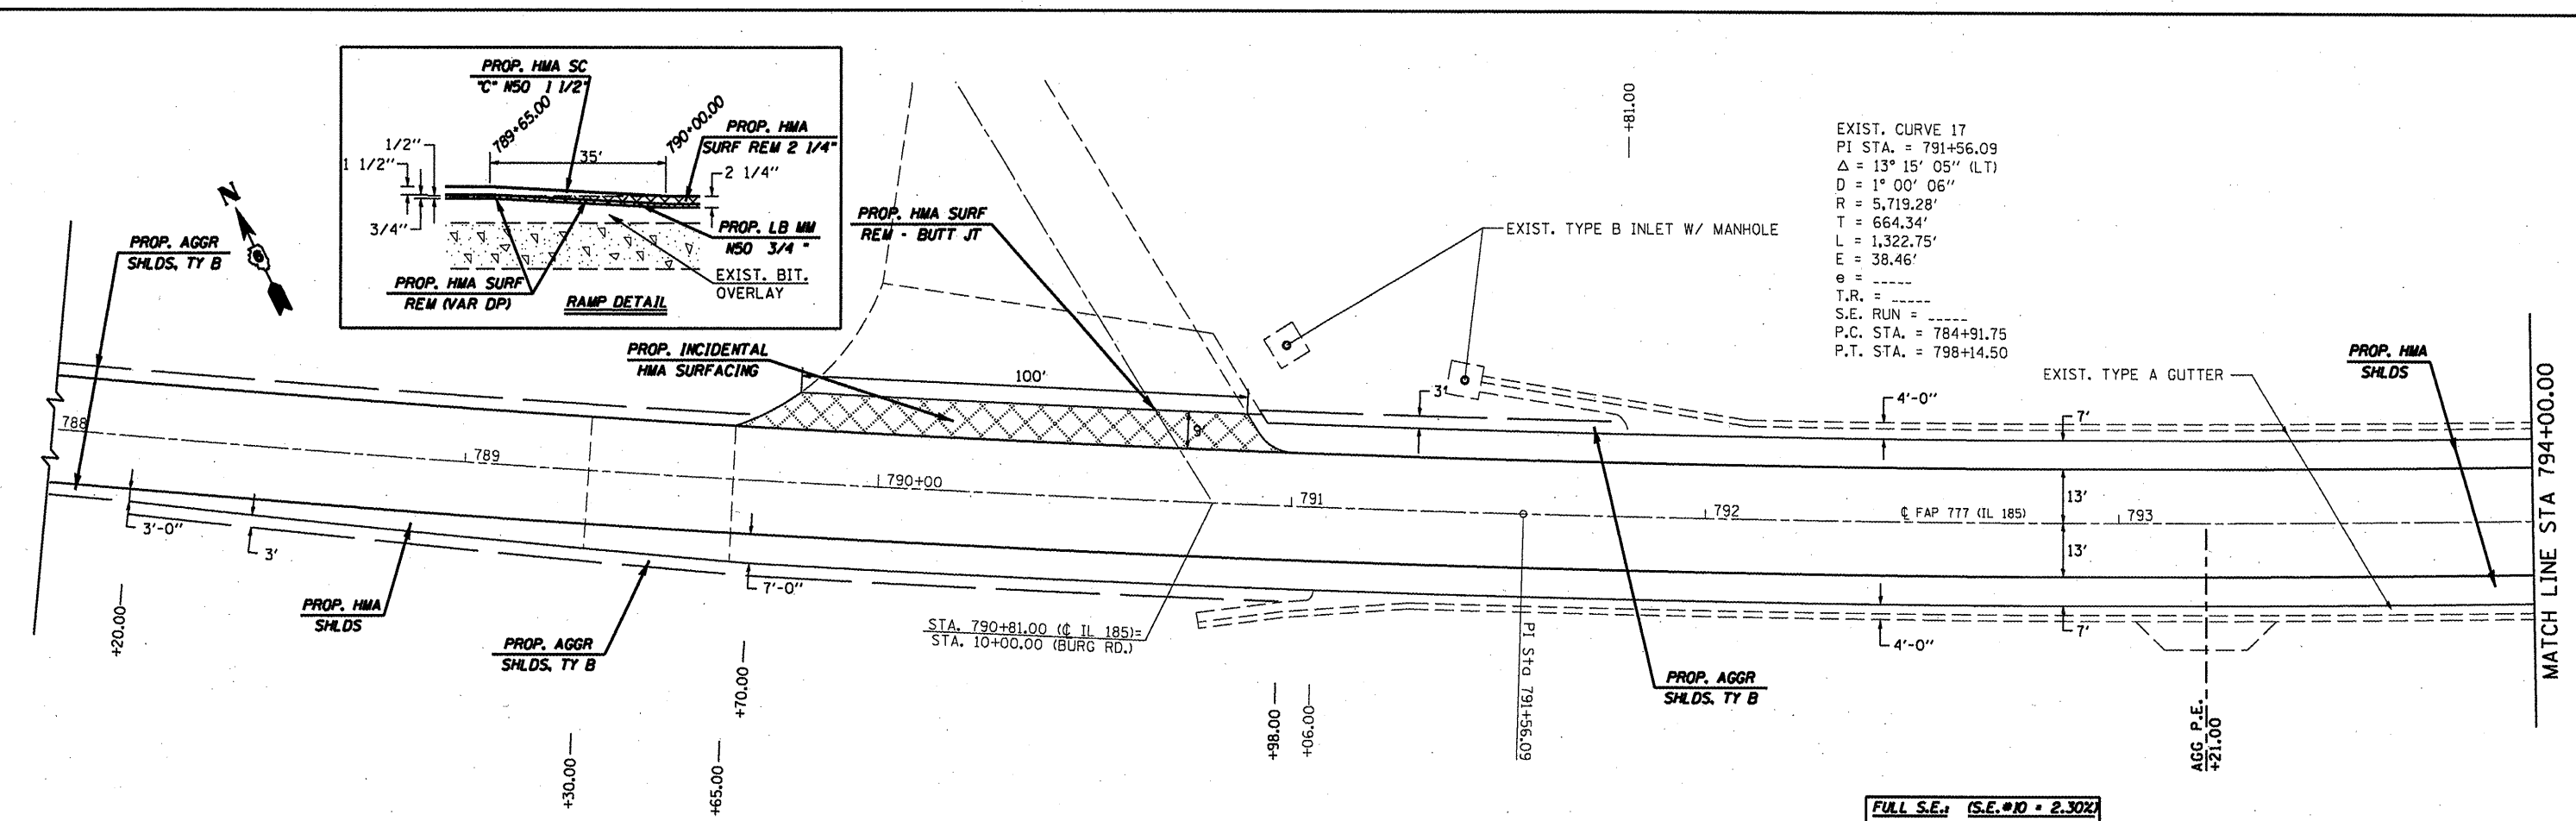 PROP. HMA SC
"C" N50 1 1/2"
789+65.00
790+00.00
35'
PROP. HMA
SURF REM 2 1/4"
1/2"
1 1/2"
3/4"
2 1/4"
PROP. LB MM
N50 3/4 "
EXIST. BIT.
OVERLAY
PROP. HMA SURF
REM (VAR DP)
RAMP DETAIL
N
PROP. AGGR
SHLDS, TY B
PROP. HMA SURF
REM - BUTT JT
PROP. INCIDENTAL
HMA SURFACING
100'
9'
EXIST. TYPE B INLET W/ MANHOLE
+81.00
EXIST. CURVE 17
PI STA. = 791+56.09
Δ = 13° 15' 05" (LT)
D = 1° 00' 06"
R = 5,719.28'
T = 664.34'
L = 1,322.75'
E = 38.46'
e = _____
T.R. = _____
S.E. RUN = _____
P.C. STA. = 784+91.75
P.T. STA. = 798+14.50
EXIST. TYPE A GUTTER
PROP. HMA
SHLDS
MATCH LINE STA 794+00.00
3'
4'-0"
7'
788
789
790+00
791
792
℄ FAP 777 (IL 185)
793
13'
13'
3'-0"
3'
7'-0"
4'-0"
7'
+20.00
PROP. HMA
SHLDS
PROP. AGGR
SHLDS, TY B
+30.00
+65.00
+70.00
STA. 790+81.00 (℄ IL 185)=
STA. 10+00.00 (BURG RD.)
+98.00
+06.00
PI Sta 791+56.09
PROP. AGGR
SHLDS, TY B
AGG P.E.
+21.00
FULL S.E.: (S.E.#10 = 2.30%)